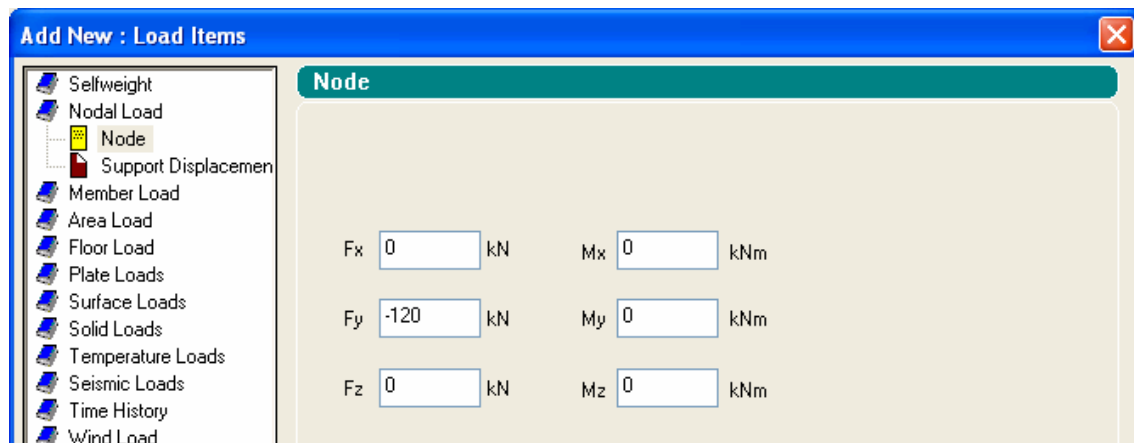 Add New : Load Items
Selfweight
Nodal Load
Node
Support Displacemen
Member Load
Area Load
Floor Load
Plate Loads
Surface Loads
Solid Loads
Temperature Loads
Seismic Loads
Time History
Wind Load
Node
Fx 0 kN Mx 0 kNm
Fy -120 kN My 0 kNm
Fz 0 kN Mz 0 kNm